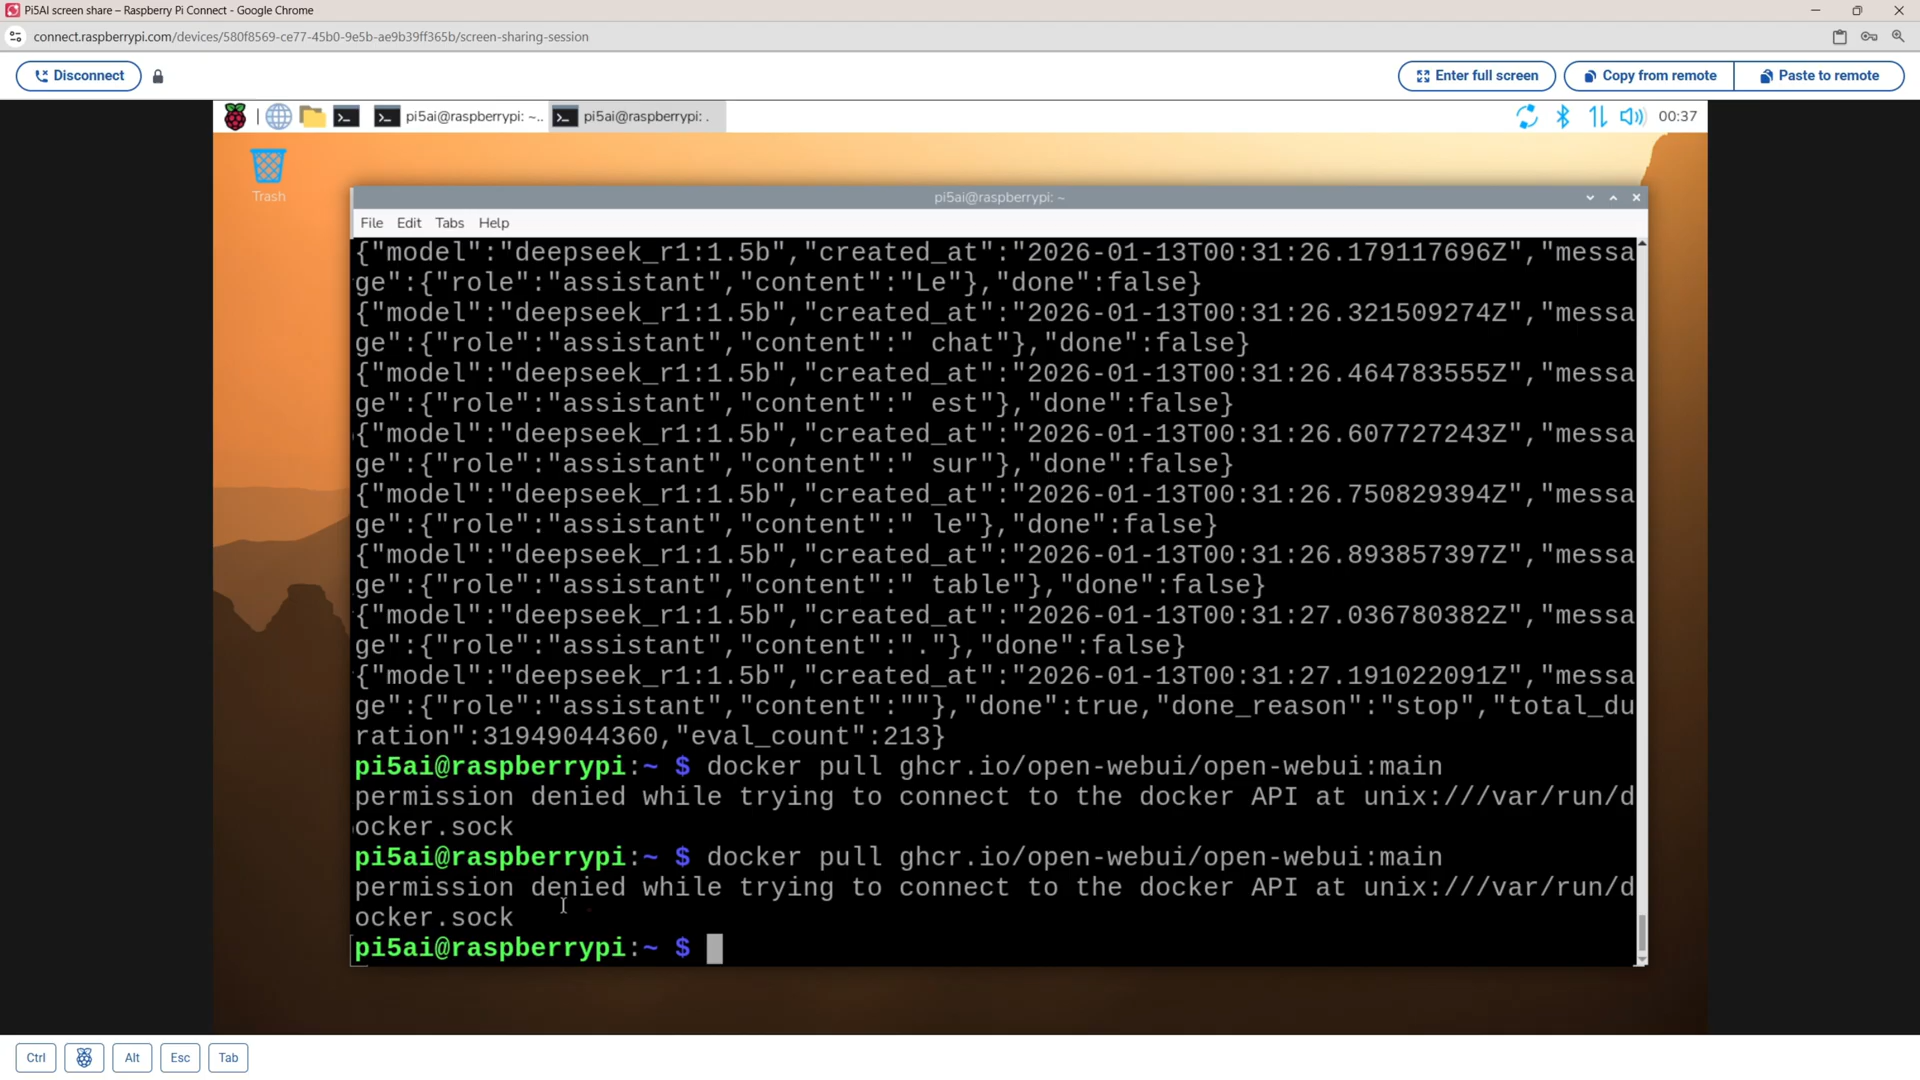 Pi5AI screen share – Raspberry Pi Connect - Google Chrome
connect.raspberrypi.com/devices/580f8569-ce77-45b0-9e5b-ae9b39ff365b/screen-sharing-session
Disconnect
Enter full screen
Copy from remote
Paste to remote
pi5ai@raspberrypi: ~..
pi5ai@raspberrypi: .
00:37
Trash
pi5ai@raspberrypi: ~
File Edit Tabs Help
{"model":"deepseek_r1:1.5b","created_at":"2026-01-13T00:31:26.179117696Z","messa
ge":{"role":"assistant","content":"Le"},"done":false}
{"model":"deepseek_r1:1.5b","created_at":"2026-01-13T00:31:26.321509274Z","messa
ge":{"role":"assistant","content":" chat"},"done":false}
{"model":"deepseek_r1:1.5b","created_at":"2026-01-13T00:31:26.464783555Z","messa
ge":{"role":"assistant","content":" est"},"done":false}
{"model":"deepseek_r1:1.5b","created_at":"2026-01-13T00:31:26.607727243Z","messa
ge":{"role":"assistant","content":" sur"},"done":false}
{"model":"deepseek_r1:1.5b","created_at":"2026-01-13T00:31:26.750829394Z","messa
ge":{"role":"assistant","content":" le"},"done":false}
{"model":"deepseek_r1:1.5b","created_at":"2026-01-13T00:31:26.893857397Z","messa
ge":{"role":"assistant","content":" table"},"done":false}
{"model":"deepseek_r1:1.5b","created_at":"2026-01-13T00:31:27.036780382Z","messa
ge":{"role":"assistant","content":"."},"done":false}
{"model":"deepseek_r1:1.5b","created_at":"2026-01-13T00:31:27.191022091Z","messa
ge":{"role":"assistant","content":""},"done":true,"done_reason":"stop","total_du
ration":31949044360,"eval_count":213}
pi5ai@raspberrypi:~ $ docker pull ghcr.io/open-webui/open-webui:main
permission denied while trying to connect to the docker API at unix:///var/run/d
ocker.sock
pi5ai@raspberrypi:~ $ docker pull ghcr.io/open-webui/open-webui:main
permission denied while trying to connect to the docker API at unix:///var/run/d
ocker.sock
pi5ai@raspberrypi:~ $
Ctrl
Alt
Esc
Tab